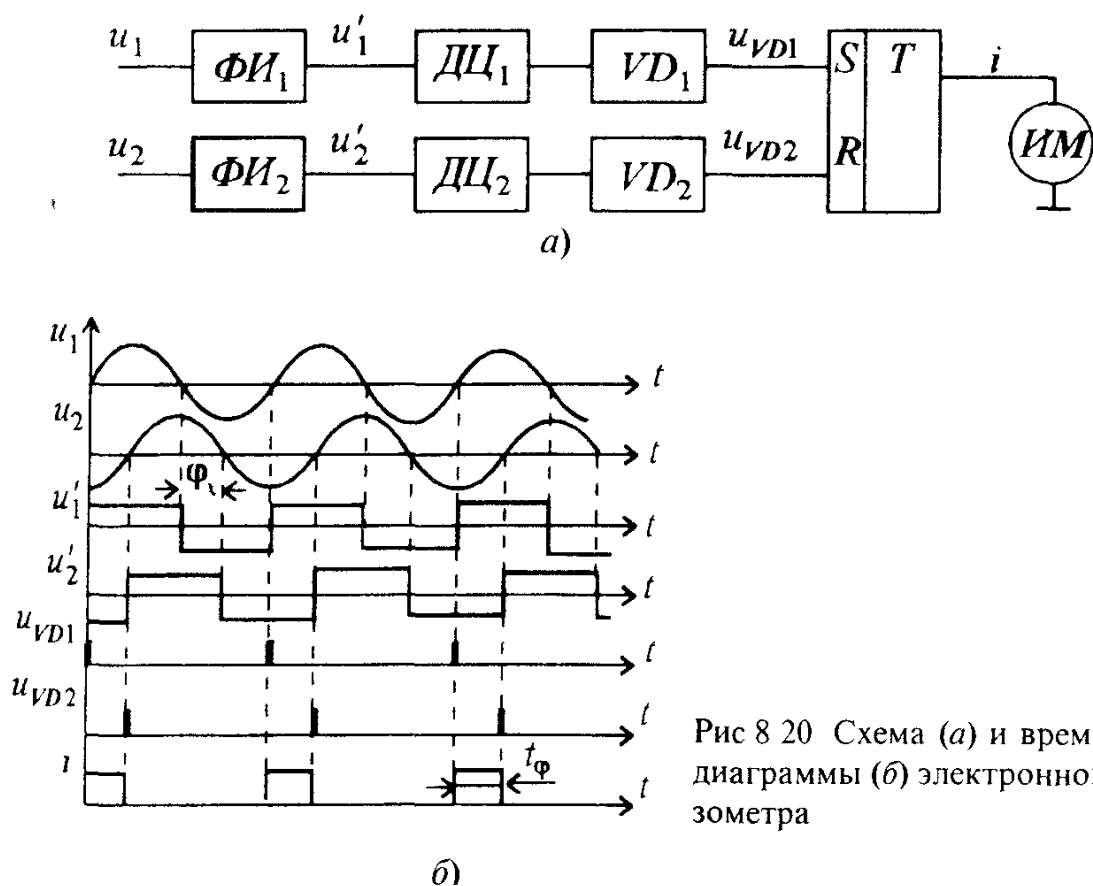 u₁ ФИ₁ u′₁ ДЦ₁ VD₁ u_VD1 S T i
u₂ ФИ₂ u′₂ ДЦ₂ VD₂ u_VD2 R ИМ
а)
u₁ t
u₂ t
φ
u′₁ t
u′₂ t
u_VD1 t
u_VD2 t
ı t_φ t
Рис 8 20 Схема (а) и врем
диаграммы (б) электронно
зометра
б)